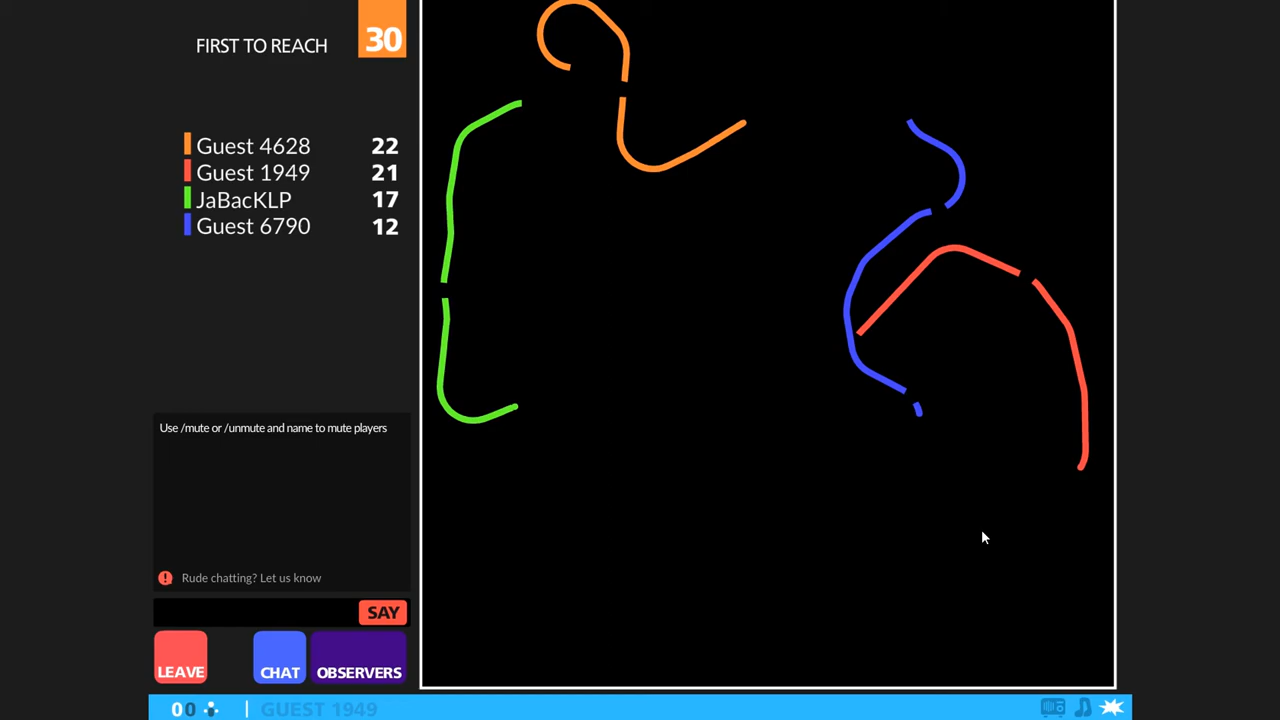 FIRST TO REACH 30
Guest 4628 22
Guest 1949 21
JaBacKLP 17
Guest 6790 12
Use /mute or /unmute and name to mute players
Rude chatting? Let us know
SAY
LEAVE CHAT OBSERVERS
00 GUEST 1949